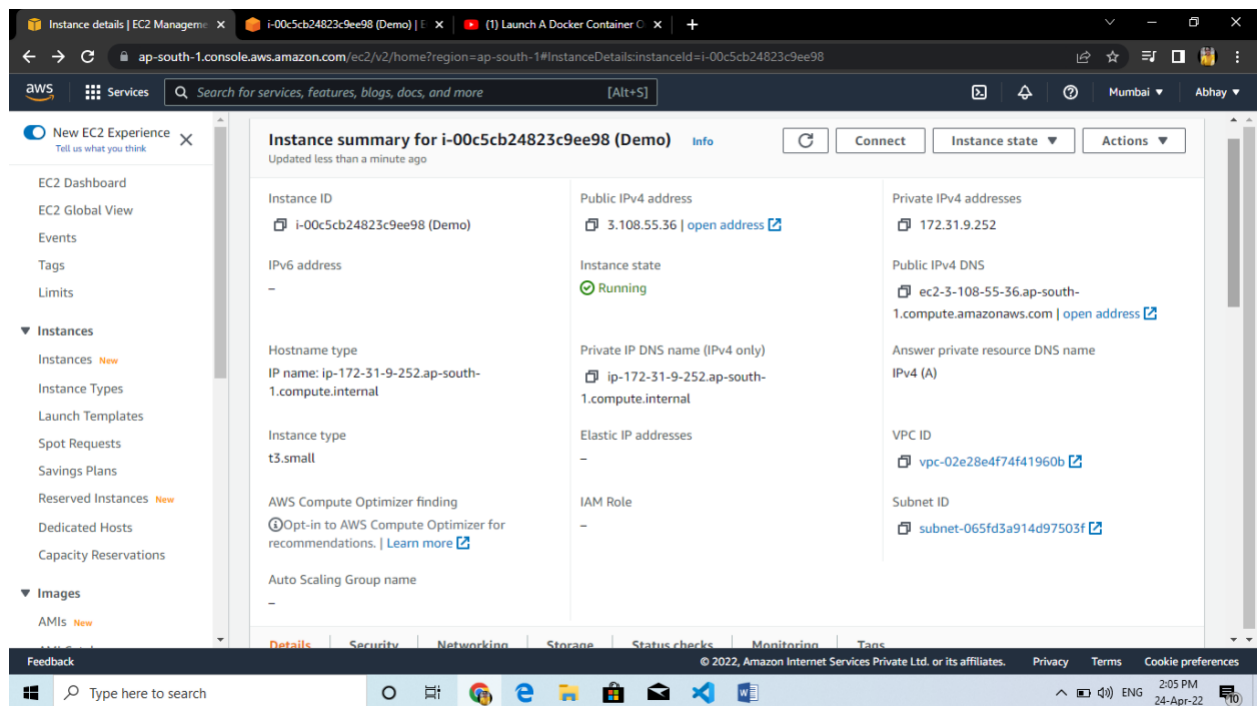 Instance details | EC2 Manageme
i-00c5cb24823c9ee98 (Demo) | E
(1) Launch A Docker Container O
ap-south-1.console.aws.amazon.com/ec2/v2/home?region=ap-south-1#InstanceDetails:instanceId=i-00c5cb24823c9ee98
aws
Services
Search for services, features, blogs, docs, and more
[Alt+S]
Mumbai
Abhay
New EC2 Experience
Tell us what you think
EC2 Dashboard
EC2 Global View
Events
Tags
Limits
Instances
Instances New
Instance Types
Launch Templates
Spot Requests
Savings Plans
Reserved Instances New
Dedicated Hosts
Capacity Reservations
Images
AMIs New
Instance summary for i-00c5cb24823c9ee98 (Demo) Info
Updated less than a minute ago
Connect
Instance state
Actions
Instance ID
i-00c5cb24823c9ee98 (Demo)
Public IPv4 address
3.108.55.36 | open address
Private IPv4 addresses
172.31.9.252
IPv6 address
–
Instance state
Running
Public IPv4 DNS
ec2-3-108-55-36.ap-south-
1.compute.amazonaws.com | open address
Hostname type
IP name: ip-172-31-9-252.ap-south-
1.compute.internal
Private IP DNS name (IPv4 only)
ip-172-31-9-252.ap-south-
1.compute.internal
Answer private resource DNS name
IPv4 (A)
Instance type
t3.small
Elastic IP addresses
–
VPC ID
vpc-02e28e4f74f41960b
AWS Compute Optimizer finding
Opt-in to AWS Compute Optimizer for
recommendations. | Learn more
IAM Role
–
Subnet ID
subnet-065fd3a914d97503f
Auto Scaling Group name
–
Details
Security
Networking
Storage
Status checks
Monitoring
Tags
Feedback
© 2022, Amazon Internet Services Private Ltd. or its affiliates.
Privacy
Terms
Cookie preferences
Type here to search
ENG
2:05 PM
24-Apr-22